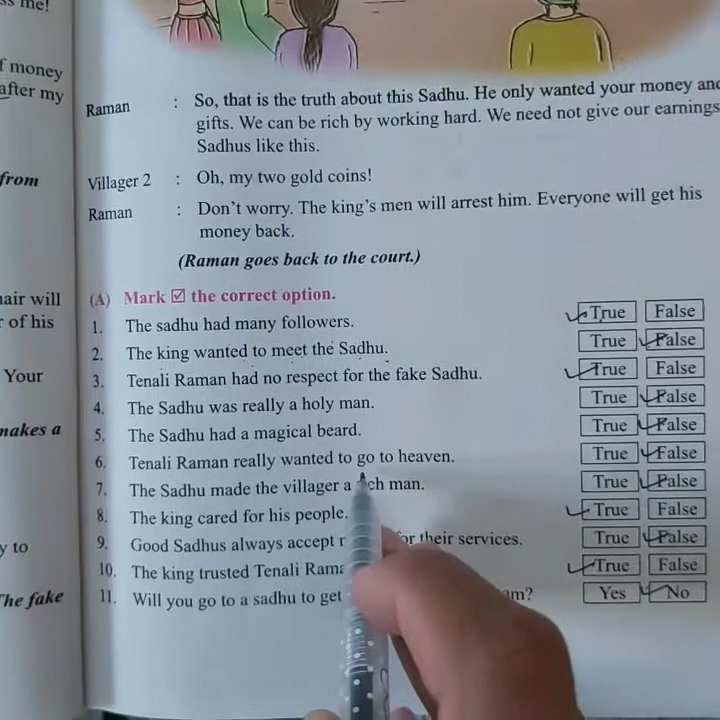 ss me!
f money
after my
from
hair will
r of his
Your
makes a
y to
The fake
Raman : So, that is the truth about this Sadhu. He only wanted your money and
gifts. We can be rich by working hard. We need not give our earnings
Sadhus like this.
Villager 2 : Oh, my two gold coins!
Raman : Don't worry. The king's men will arrest him. Everyone will get his
money back.
(Raman goes back to the court.)
(A) Mark ☑ the correct option.
1. The sadhu had many followers. True False
2. The king wanted to meet the Sadhu. True False
3. Tenali Raman had no respect for the fake Sadhu. True False
4. The Sadhu was really a holy man. True False
5. The Sadhu had a magical beard. True False
6. Tenali Raman really wanted to go to heaven. True False
7. The Sadhu made the villager a man. True False
8. The king cared for his people. True False
9. Good Sadhus always accept for their services. True False
10. The king trusted Tenali True False
11. Will you go to a sadhu to get Yes No